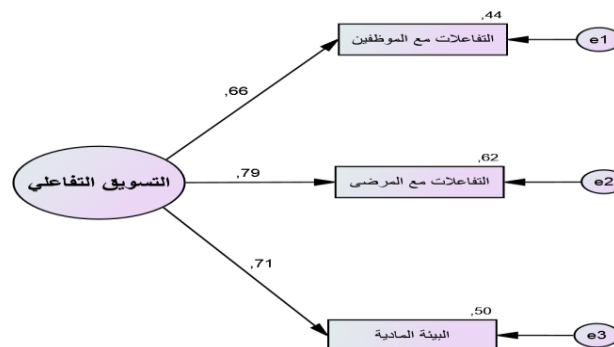 ,44
التفاعلات مع الموظفين
e1
,66
,62
التسويق التفاعلي
,79
التفاعلات مع المرضى
e2
,71
,50
البيئة المادية
e3